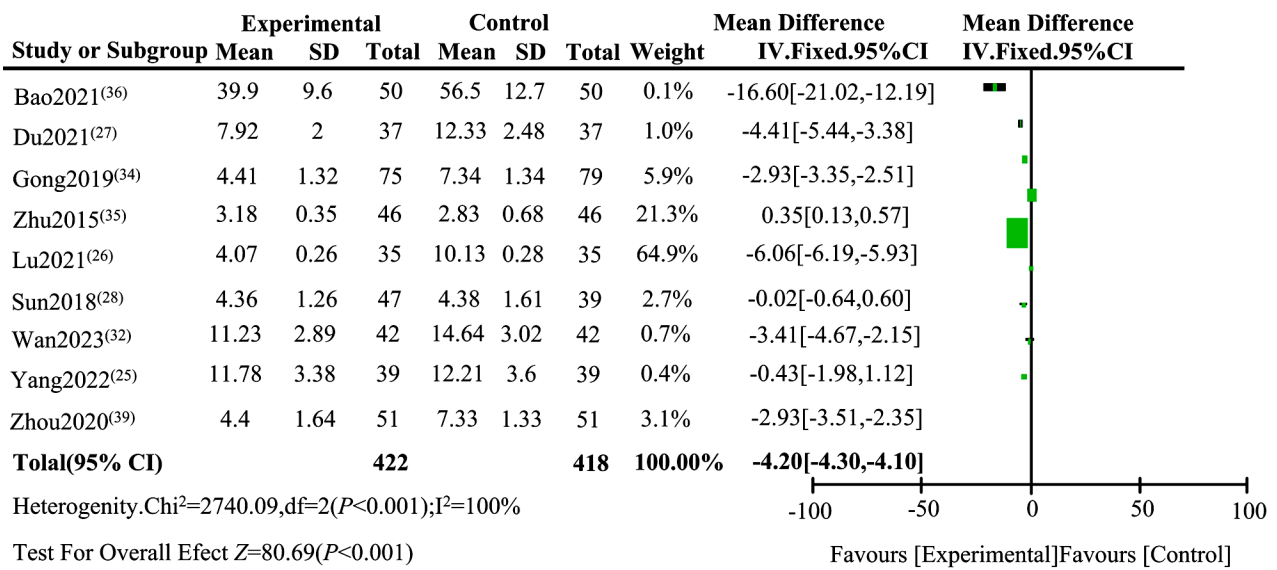 Experimental Control Mean Difference Mean Difference
Study or Subgroup Mean SD Total Mean SD Total Weight IV.Fixed.95%CI IV.Fixed.95%CI
Bao2021(36) 39.9 9.6 50 56.5 12.7 50 0.1% -16.60[-21.02,-12.19]
Du2021(27) 7.92 2 37 12.33 2.48 37 1.0% -4.41[-5.44,-3.38]
Gong2019(34) 4.41 1.32 75 7.34 1.34 79 5.9% -2.93[-3.35,-2.51]
Zhu2015(35) 3.18 0.35 46 2.83 0.68 46 21.3% 0.35[0.13,0.57]
Lu2021(26) 4.07 0.26 35 10.13 0.28 35 64.9% -6.06[-6.19,-5.93]
Sun2018(28) 4.36 1.26 47 4.38 1.61 39 2.7% -0.02[-0.64,0.60]
Wan2023(32) 11.23 2.89 42 14.64 3.02 42 0.7% -3.41[-4.67,-2.15]
Yang2022(25) 11.78 3.38 39 12.21 3.6 39 0.4% -0.43[-1.98,1.12]
Zhou2020(39) 4.4 1.64 51 7.33 1.33 51 3.1% -2.93[-3.51,-2.35]
Tolal(95% CI) 422 418 100.00% -4.20[-4.30,-4.10]
Heterogenity.Chi²=2740.09,df=2(P<0.001);I²=100%
-100 -50 0 50 100
Test For Overall Efect Z=80.69(P<0.001)
Favours [Experimental]Favours [Control]